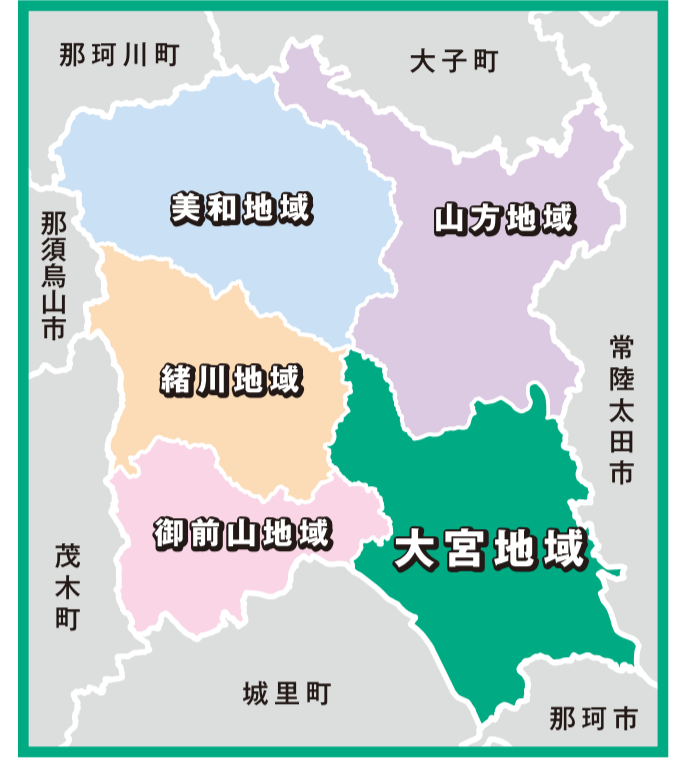 那珂川町
大子町
美和地域
山方地域
那須烏山市
緒川地域
常陸太田市
御前山地域
大宮地域
茂木町
城里町
那珂市